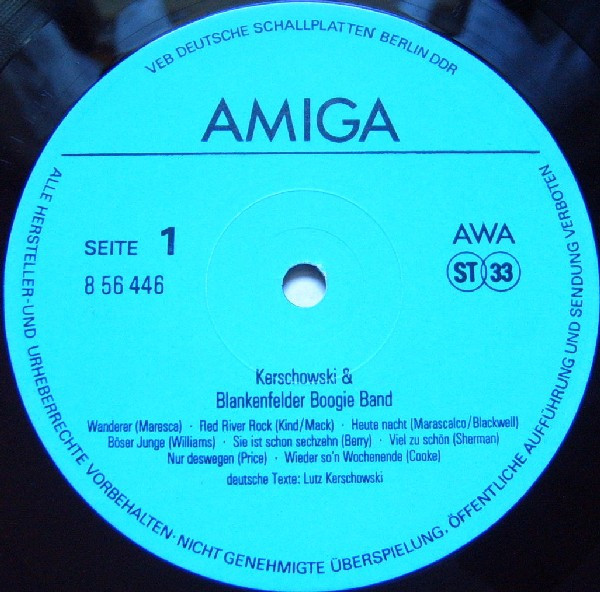 VEB DEUTSCHE SCHALLPLATTEN BERLIN DDR
AMIGA
SEITE 1
8 56 446
AWA
ST 33
Kerschowski &
Blankenfelder Boogie Band
Wanderer (Maresca) · Red River Rock (Kind/Mack) · Heute nacht (Marascalco/Blackwell)
Böser Junge (Williams) · Sie ist schon sechzehn (Berry) · Viel zu schön (Sherman)
Nur deswegen (Price) · Wieder so'n Wochenende (Cooke)
deutsche Texte: Lutz Kerschowski
ALLE HERSTELLER-UND URHEBERRECHTE VORBEHALTEN·NICHT GENEHMIGTE ÜBERSPIELUNG, ÖFFENTLICHE AUFFÜHRUNG UND SENDUNG VERBOTEN